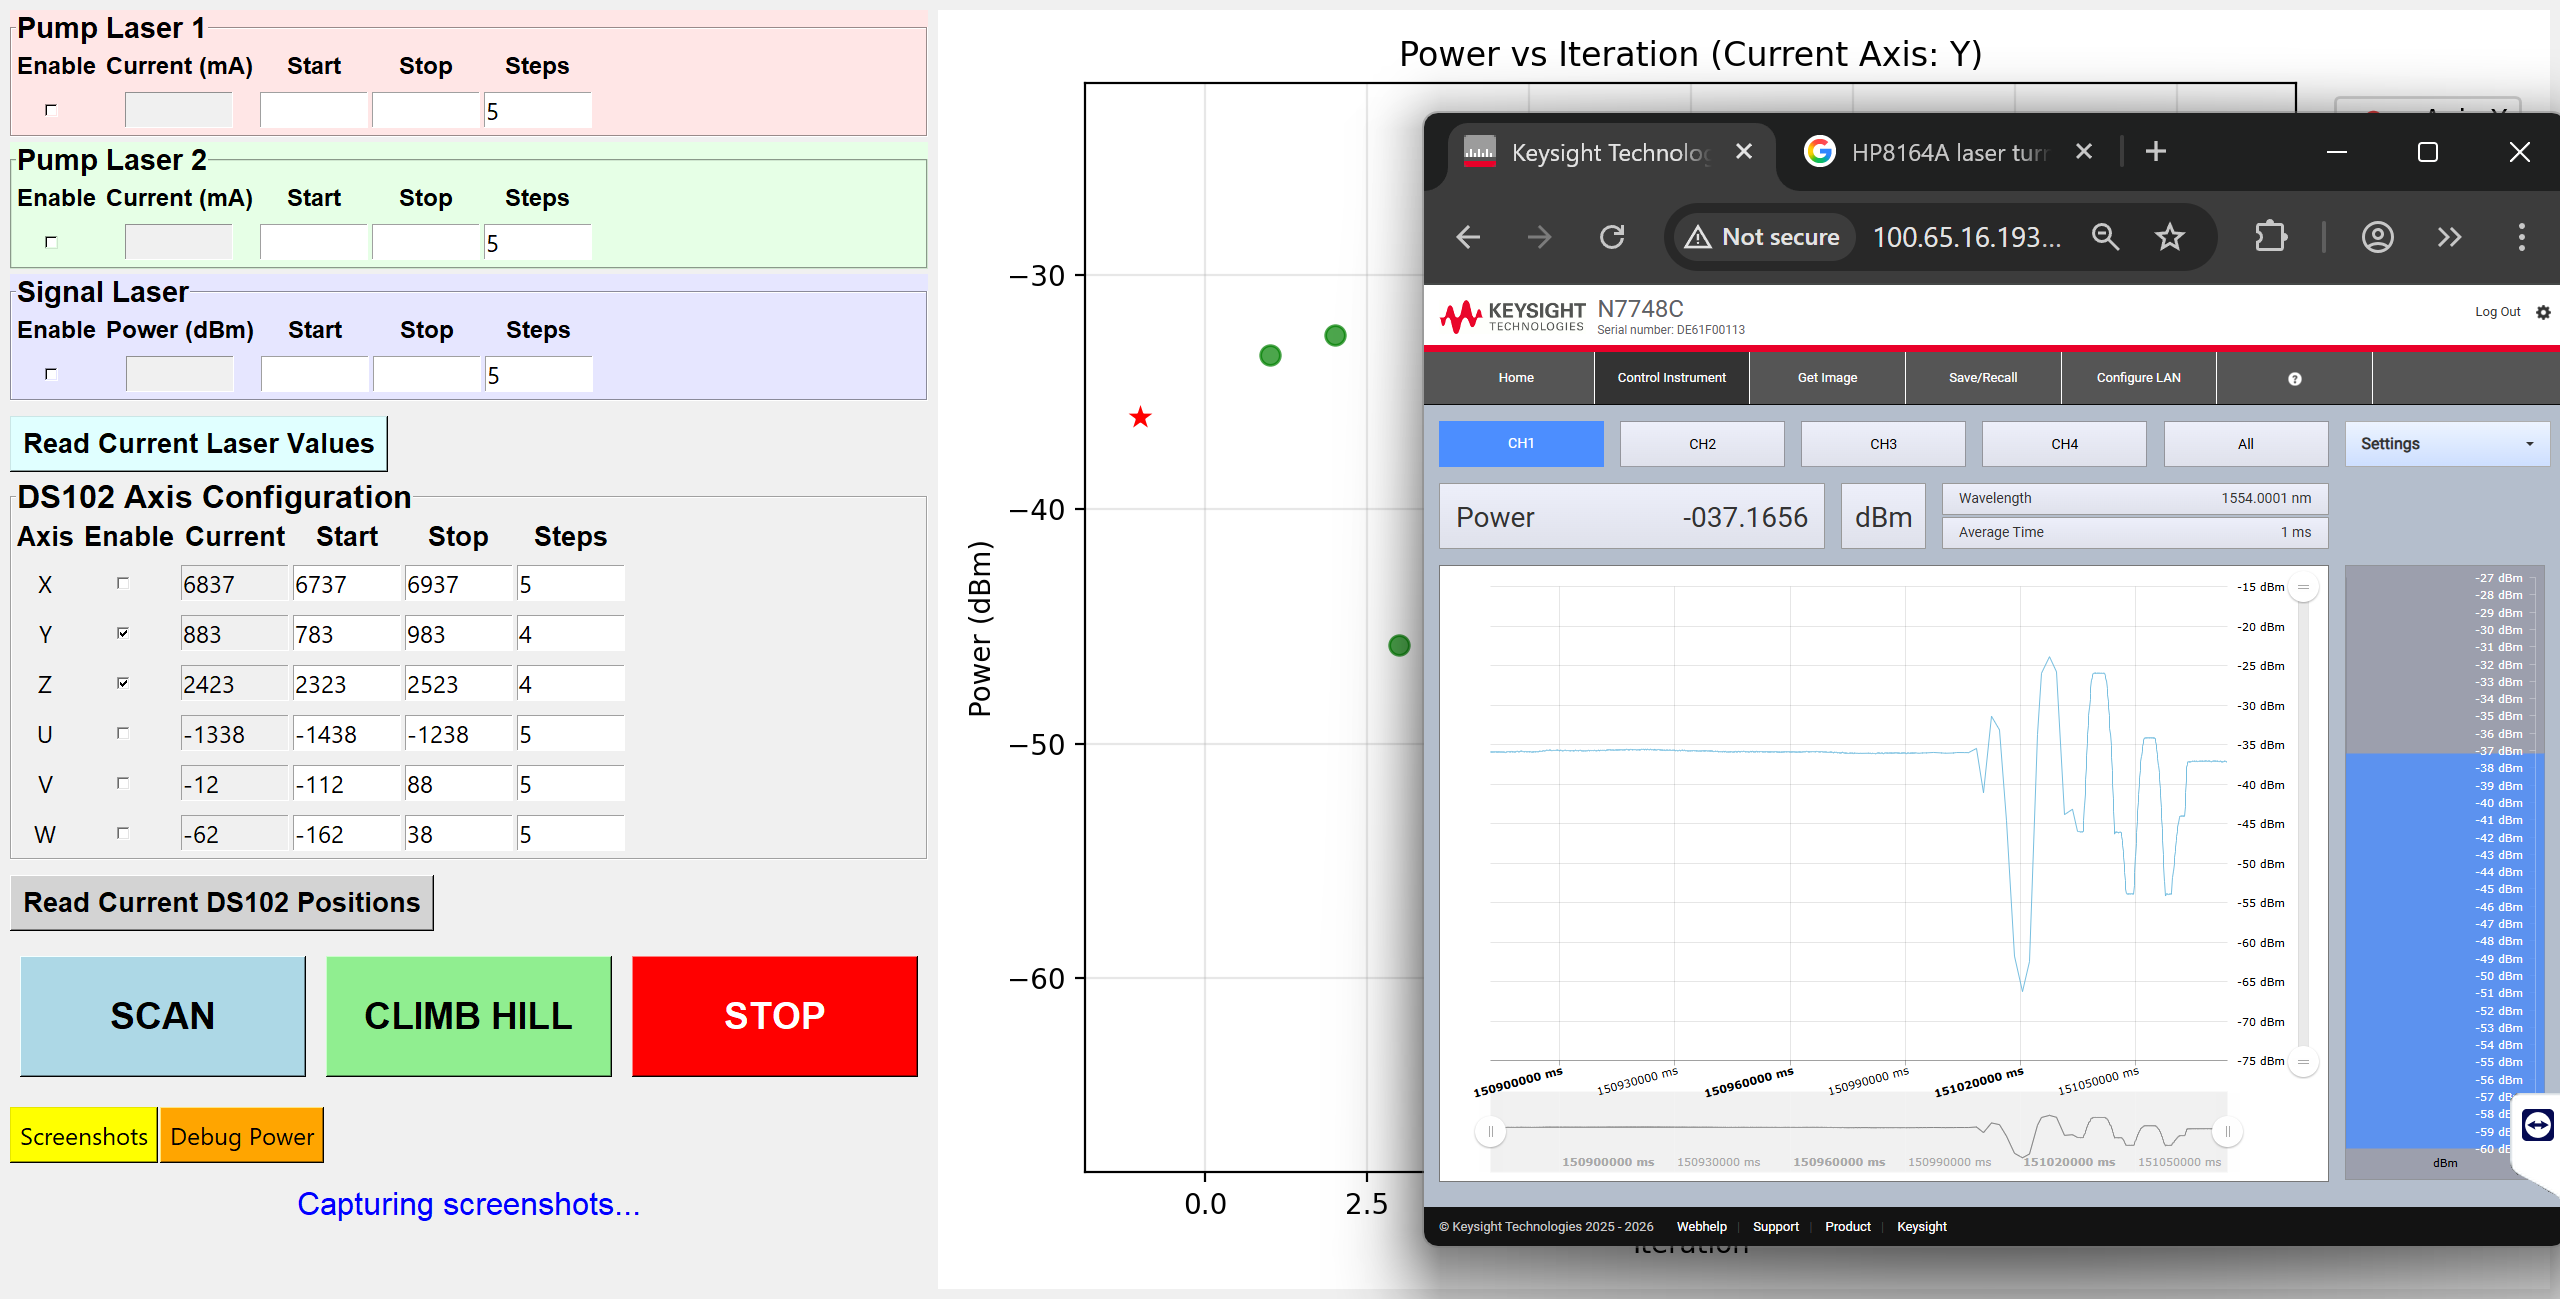 Pump Laser 1
Enable Current (mA) Start Stop Steps
5
Pump Laser 2
Enable Current (mA) Start Stop Steps
5
Signal Laser
Enable Power (dBm) Start Stop Steps
5
Read Current Laser Values
DS102 Axis Configuration
Axis Enable Current Start Stop Steps
X 6837 6737 6937 5
Y 883 783 983 4
Z 2423 2323 2523 4
U -1338 -1438 -1238 5
V -12 -112 88 5
W -62 -162 38 5
Read Current DS102 Positions
SCAN CLIMB HILL STOP
Screenshots Debug Power
Capturing screenshots...
Power vs Iteration (Current Axis: Y)
Power (dBm)
−30
−40
−50
−60
0.0 2.5
Iteration
Keysight Technolog HP8164A laser turn
Not secure 100.65.16.193...
KEYSIGHT TECHNOLOGIES
N7748C
Serial number: DE61F00113
Log Out
Home Control Instrument Get Image Save/Recall Configure LAN ?
CH1 CH2 CH3 CH4 All Settings
Power -037.1656 dBm
Wavelength 1554.0001 nm
Average Time 1 ms
-15 dBm
-20 dBm
-25 dBm
-30 dBm
-35 dBm
-40 dBm
-45 dBm
-50 dBm
-55 dBm
-60 dBm
-65 dBm
-70 dBm
-75 dBm
150900000 ms 150930000 ms 150960000 ms 150990000 ms 151020000 ms 151050000 ms
150900000 ms 150930000 ms 150960000 ms 150990000 ms 151020000 ms 151050000 ms
-27 dBm
-28 dBm
-29 dBm
-30 dBm
-31 dBm
-32 dBm
-33 dBm
-34 dBm
-35 dBm
-36 dBm
-37 dBm
-38 dBm
-39 dBm
-40 dBm
-41 dBm
-42 dBm
-43 dBm
-44 dBm
-45 dBm
-46 dBm
-47 dBm
-48 dBm
-49 dBm
-50 dBm
-51 dBm
-52 dBm
-53 dBm
-54 dBm
-55 dBm
-56 dBm
-57 dB
-58 dB
-59 dB
-60 dB
dBm
© Keysight Technologies 2025 - 2026 Webhelp Support Product Keysight